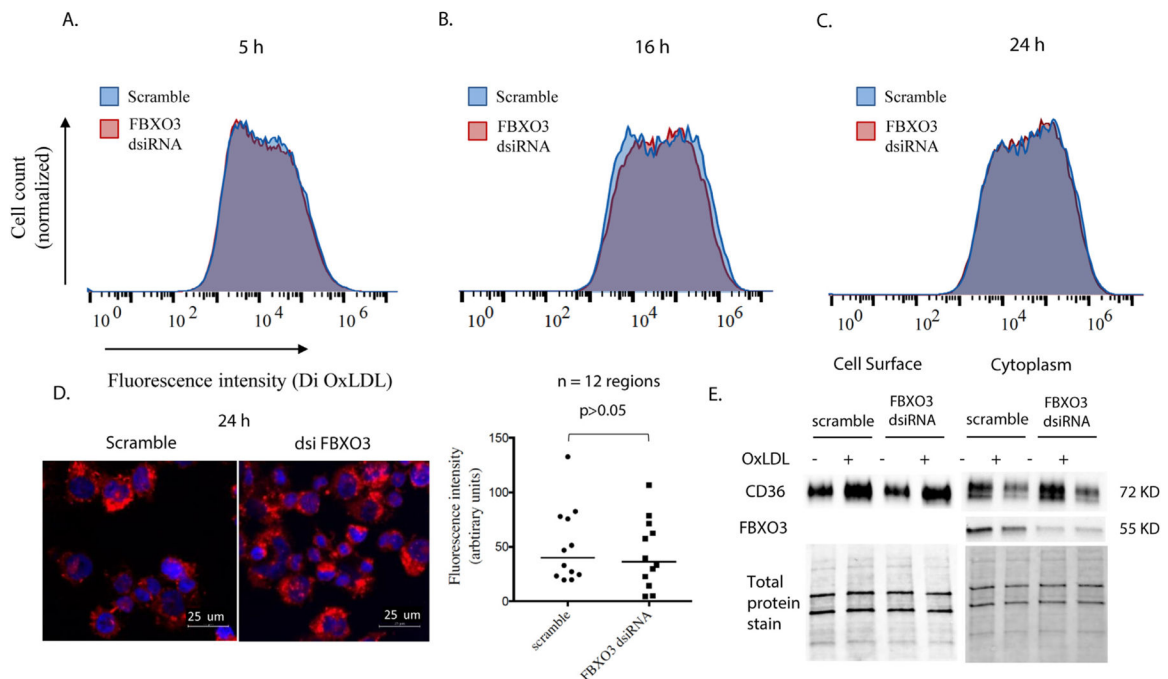 A.
5 h
Scramble
FBXO3
dsiRNA
Cell count
(normalized)
10^0 10^2 10^4 10^6
Fluorescence intensity (Di OxLDL)
B.
16 h
Scramble
FBXO3
dsiRNA
10^0 10^2 10^4 10^6
C.
24 h
Scramble
FBXO3
dsiRNA
10^0 10^2 10^4 10^6
D.
24 h
Scramble
dsi FBXO3
25 um
25 um
n = 12 regions
p>0.05
Fluorescence intensity
(arbtirary units)
150
100
50
0
scramble
FBXO3 dsiRNA
E.
Cell Surface
Cytoplasm
scramble
FBXO3
dsiRNA
scramble
FBXO3
dsiRNA
OxLDL - + - + - + - +
CD36
72 KD
FBXO3
55 KD
Total
protein
stain